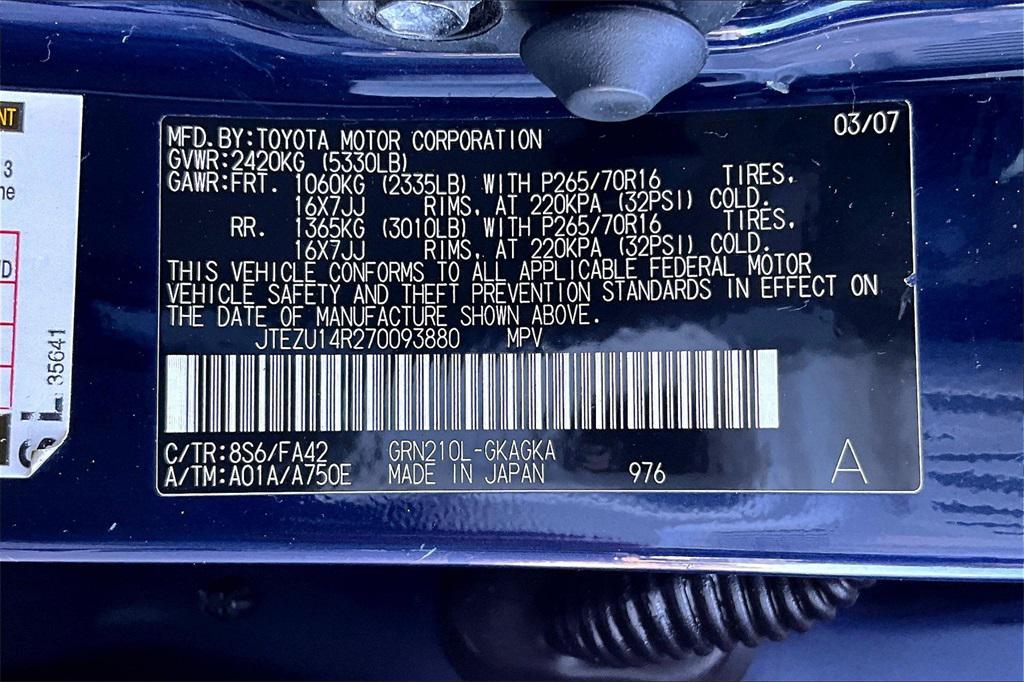 03/07
MFD. BY: TOYOTA MOTOR CORPORATION
GVWR: 2420KG (5330LB)
GAWR: FRT. 1060KG (2335LB) WITH P265/70R16 TIRES,
16X7JJ RIMS, AT 220KPA (32PSI) COLD.
RR. 1365KG (3010LB) WITH P265/70R16 TIRES,
16X7JJ RIMS, AT 220KPA (32PSI) COLD.
THIS VEHICLE CONFORMS TO ALL APPLICABLE FEDERAL MOTOR
VEHICLE SAFETY AND THEFT PREVENTION STANDARDS IN EFFECT ON
THE DATE OF MANUFACTURE SHOWN ABOVE.
JTEZU14R270093880 MPV
C/TR: 8S6/FA42 GRN210L-GKAGKA
A/TM: A01A/A750E MADE IN JAPAN 976 A
NT
3
ne
D
35641